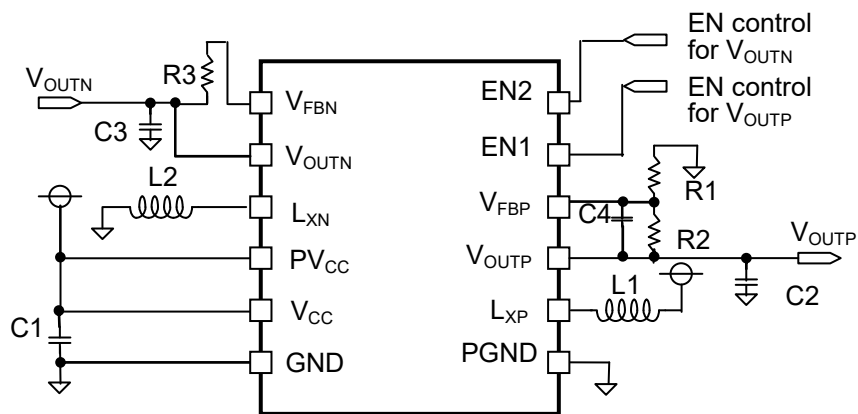 EN control
for VOUTN
EN control
for VOUTP
VOUTN
R3
C3
VFBN
VOUTN
L2
LXN
PVCC
VCC
C1
GND
EN2
EN1
VFBP
C4
R1
R2
VOUTP
VOUTP
L1
C2
LXP
PGND